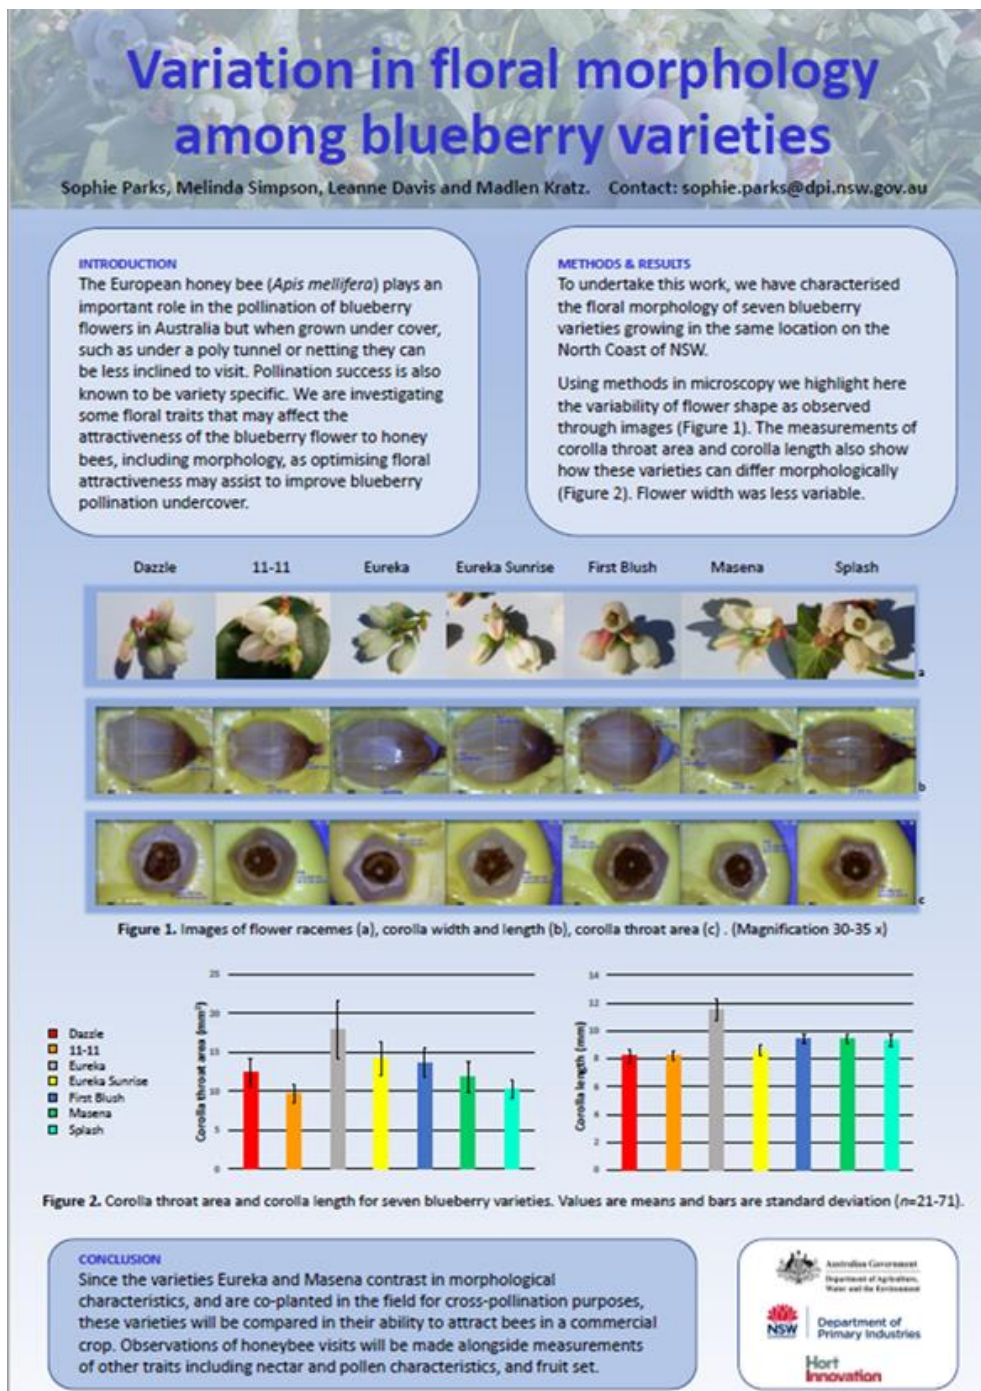 Variation in floral morphology
among blueberry varieties
Sophie Parks, Melinda Simpson, Leanne Davis and Madlen Kratz. Contact: sophie.parks@dpi.nsw.gov.au
INTRODUCTION
The European honey bee (Apis mellifera) plays an
important role in the pollination of blueberry
flowers in Australia but when grown under cover,
such as under a poly tunnel or netting they can
be less inclined to visit. Pollination success is also
known to be variety specific. We are investigating
some floral traits that may affect the
attractiveness of the blueberry flower to honey
bees, including morphology, as optimising floral
attractiveness may assist to improve blueberry
pollination undercover.
METHODS & RESULTS
To undertake this work, we have characterised
the floral morphology of seven blueberry
varieties growing in the same location on the
North Coast of NSW.
Using methods in microscopy we highlight here
the variability of flower shape as observed
through images (Figure 1). The measurements of
corolla throat area and corolla length also show
how these varieties can differ morphologically
(Figure 2). Flower width was less variable.
Dazzle 11-11 Eureka Eureka Sunrise First Blush Masena Splash
a
b
c
Figure 1. Images of flower racemes (a), corolla width and length (b), corolla throat area (c) . (Magnification 30-35 x)
Dazzle
11-11
Eureka
Eureka Sunrise
First Blush
Masena
Splash
Corolla throat area (mm²)
25
20
15
10
5
0
Corolla length (mm)
14
12
10
8
6
4
2
0
Figure 2. Corolla throat area and corolla length for seven blueberry varieties. Values are means and bars are standard deviation (n=21-71).
CONCLUSION
Since the varieties Eureka and Masena contrast in morphological
characteristics, and are co-planted in the field for cross-pollination purposes,
these varieties will be compared in their ability to attract bees in a commercial
crop. Observations of honeybee visits will be made alongside measurements
of other traits including nectar and pollen characteristics, and fruit set.
Australian Government
Department of Agriculture,
Water and the Environment
NSW
Department of
Primary Industries
Hort
Innovation